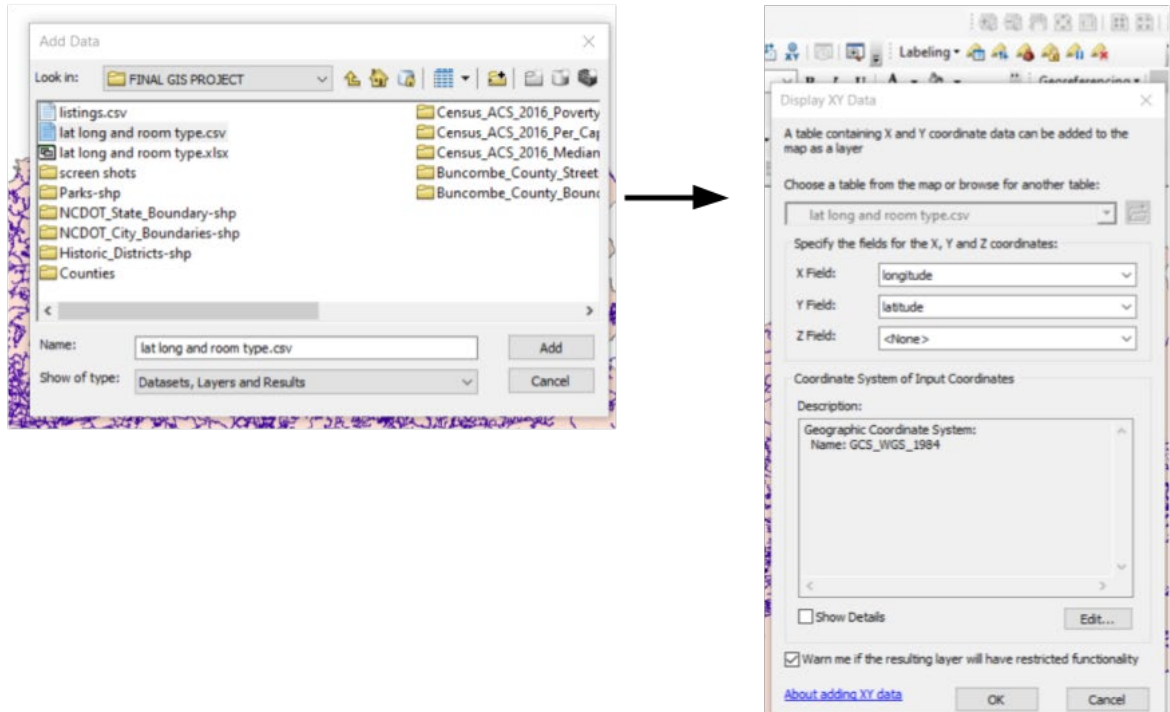 Add Data
Look in: FINAL GIS PROJECT
listings.csv
lat long and room type.csv
lat long and room type.xlsx
screen shots
Parks-shp
NCDOT_State_Boundary-shp
NCDOT_City_Boundaries-shp
Historic_Districts-shp
Counties
Census_ACS_2016_Poverty
Census_ACS_2016_Per_Cap
Census_ACS_2016_Median
Buncombe_County_Street
Buncombe_County_Boun
Name: lat long and room type.csv Add
Show of type: Datasets, Layers and Results Cancel
Labeling
Georeferencing
Display XY Data
A table containing X and Y coordinate data can be added to the
map as a layer
Choose a table from the map or browse for another table:
lat long and room type.csv
Specify the fields for the X, Y and Z coordinates:
X Field: longitude
Y Field: latitude
Z Field: <None>
Coordinate System of Input Coordinates
Description:
Geographic Coordinate System:
Name: GCS_WGS_1984
Show Details Edit...
Warn me if the resulting layer will have restricted functionality
About adding XY data OK Cancel